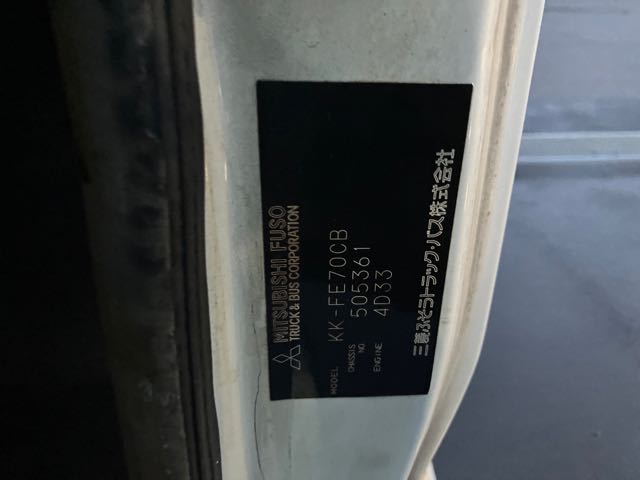 MITSUBISHI FUSO
TRUCK & BUS CORPORATION
MODEL KK-FE70CB
CHASSIS NO 505361
ENGINE 4D33
三菱ふそうトラック・バス株式会社